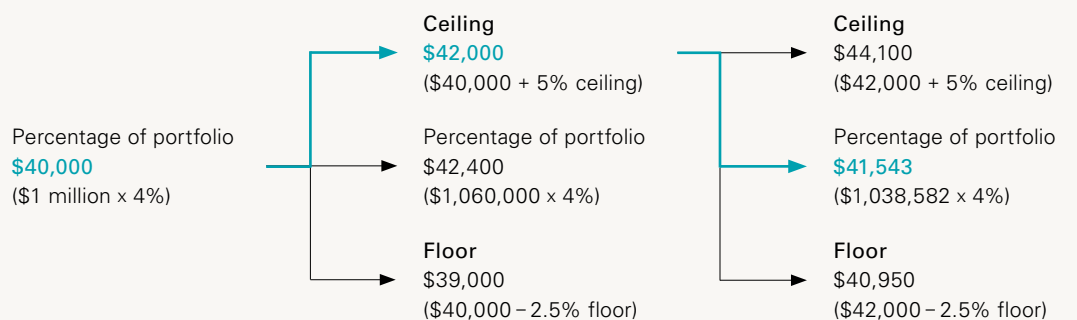 Percentage of portfolio
$40,000
($1 million x 4%)
Ceiling
$42,000
($40,000 + 5% ceiling)
Percentage of portfolio
$42,400
($1,060,000 x 4%)
Floor
$39,000
($40,000 – 2.5% floor)
Ceiling
$44,100
($42,000 + 5% ceiling)
Percentage of portfolio
$41,543
($1,038,582 x 4%)
Floor
$40,950
($42,000 – 2.5% floor)